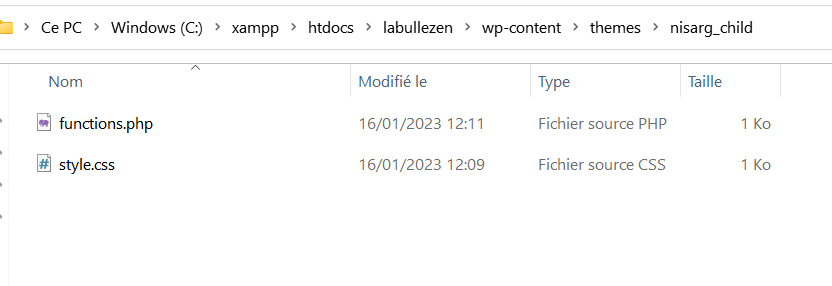 Ce PC > Windows (C:) > xampp > htdocs > labullezen > wp-content > themes > nisarg_child
Nom Modifié le Type Taille
functions.php 16/01/2023 12:11 Fichier source PHP 1 Ko
style.css 16/01/2023 12:09 Fichier source CSS 1 Ko